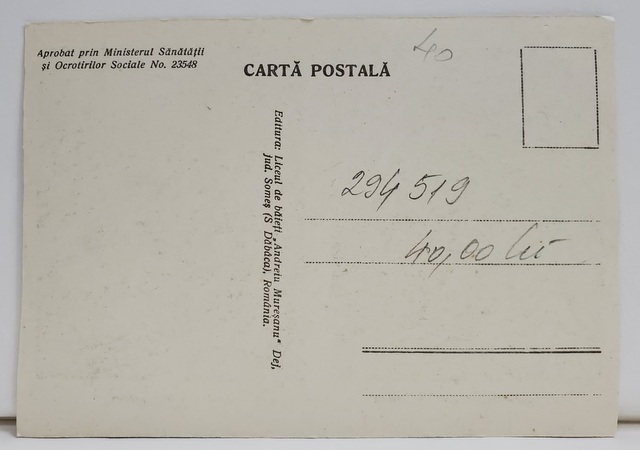 Aprobat prin Ministerul Sănătății
și Ocrotirilor Sociale No. 23548
CARTĂ POSTALĂ
40
Editura: Liceul de băieți „Andreiu Mureșanu“ Dej,
jud. Someș (S Dăbâca), România.
294519
40,00 lei